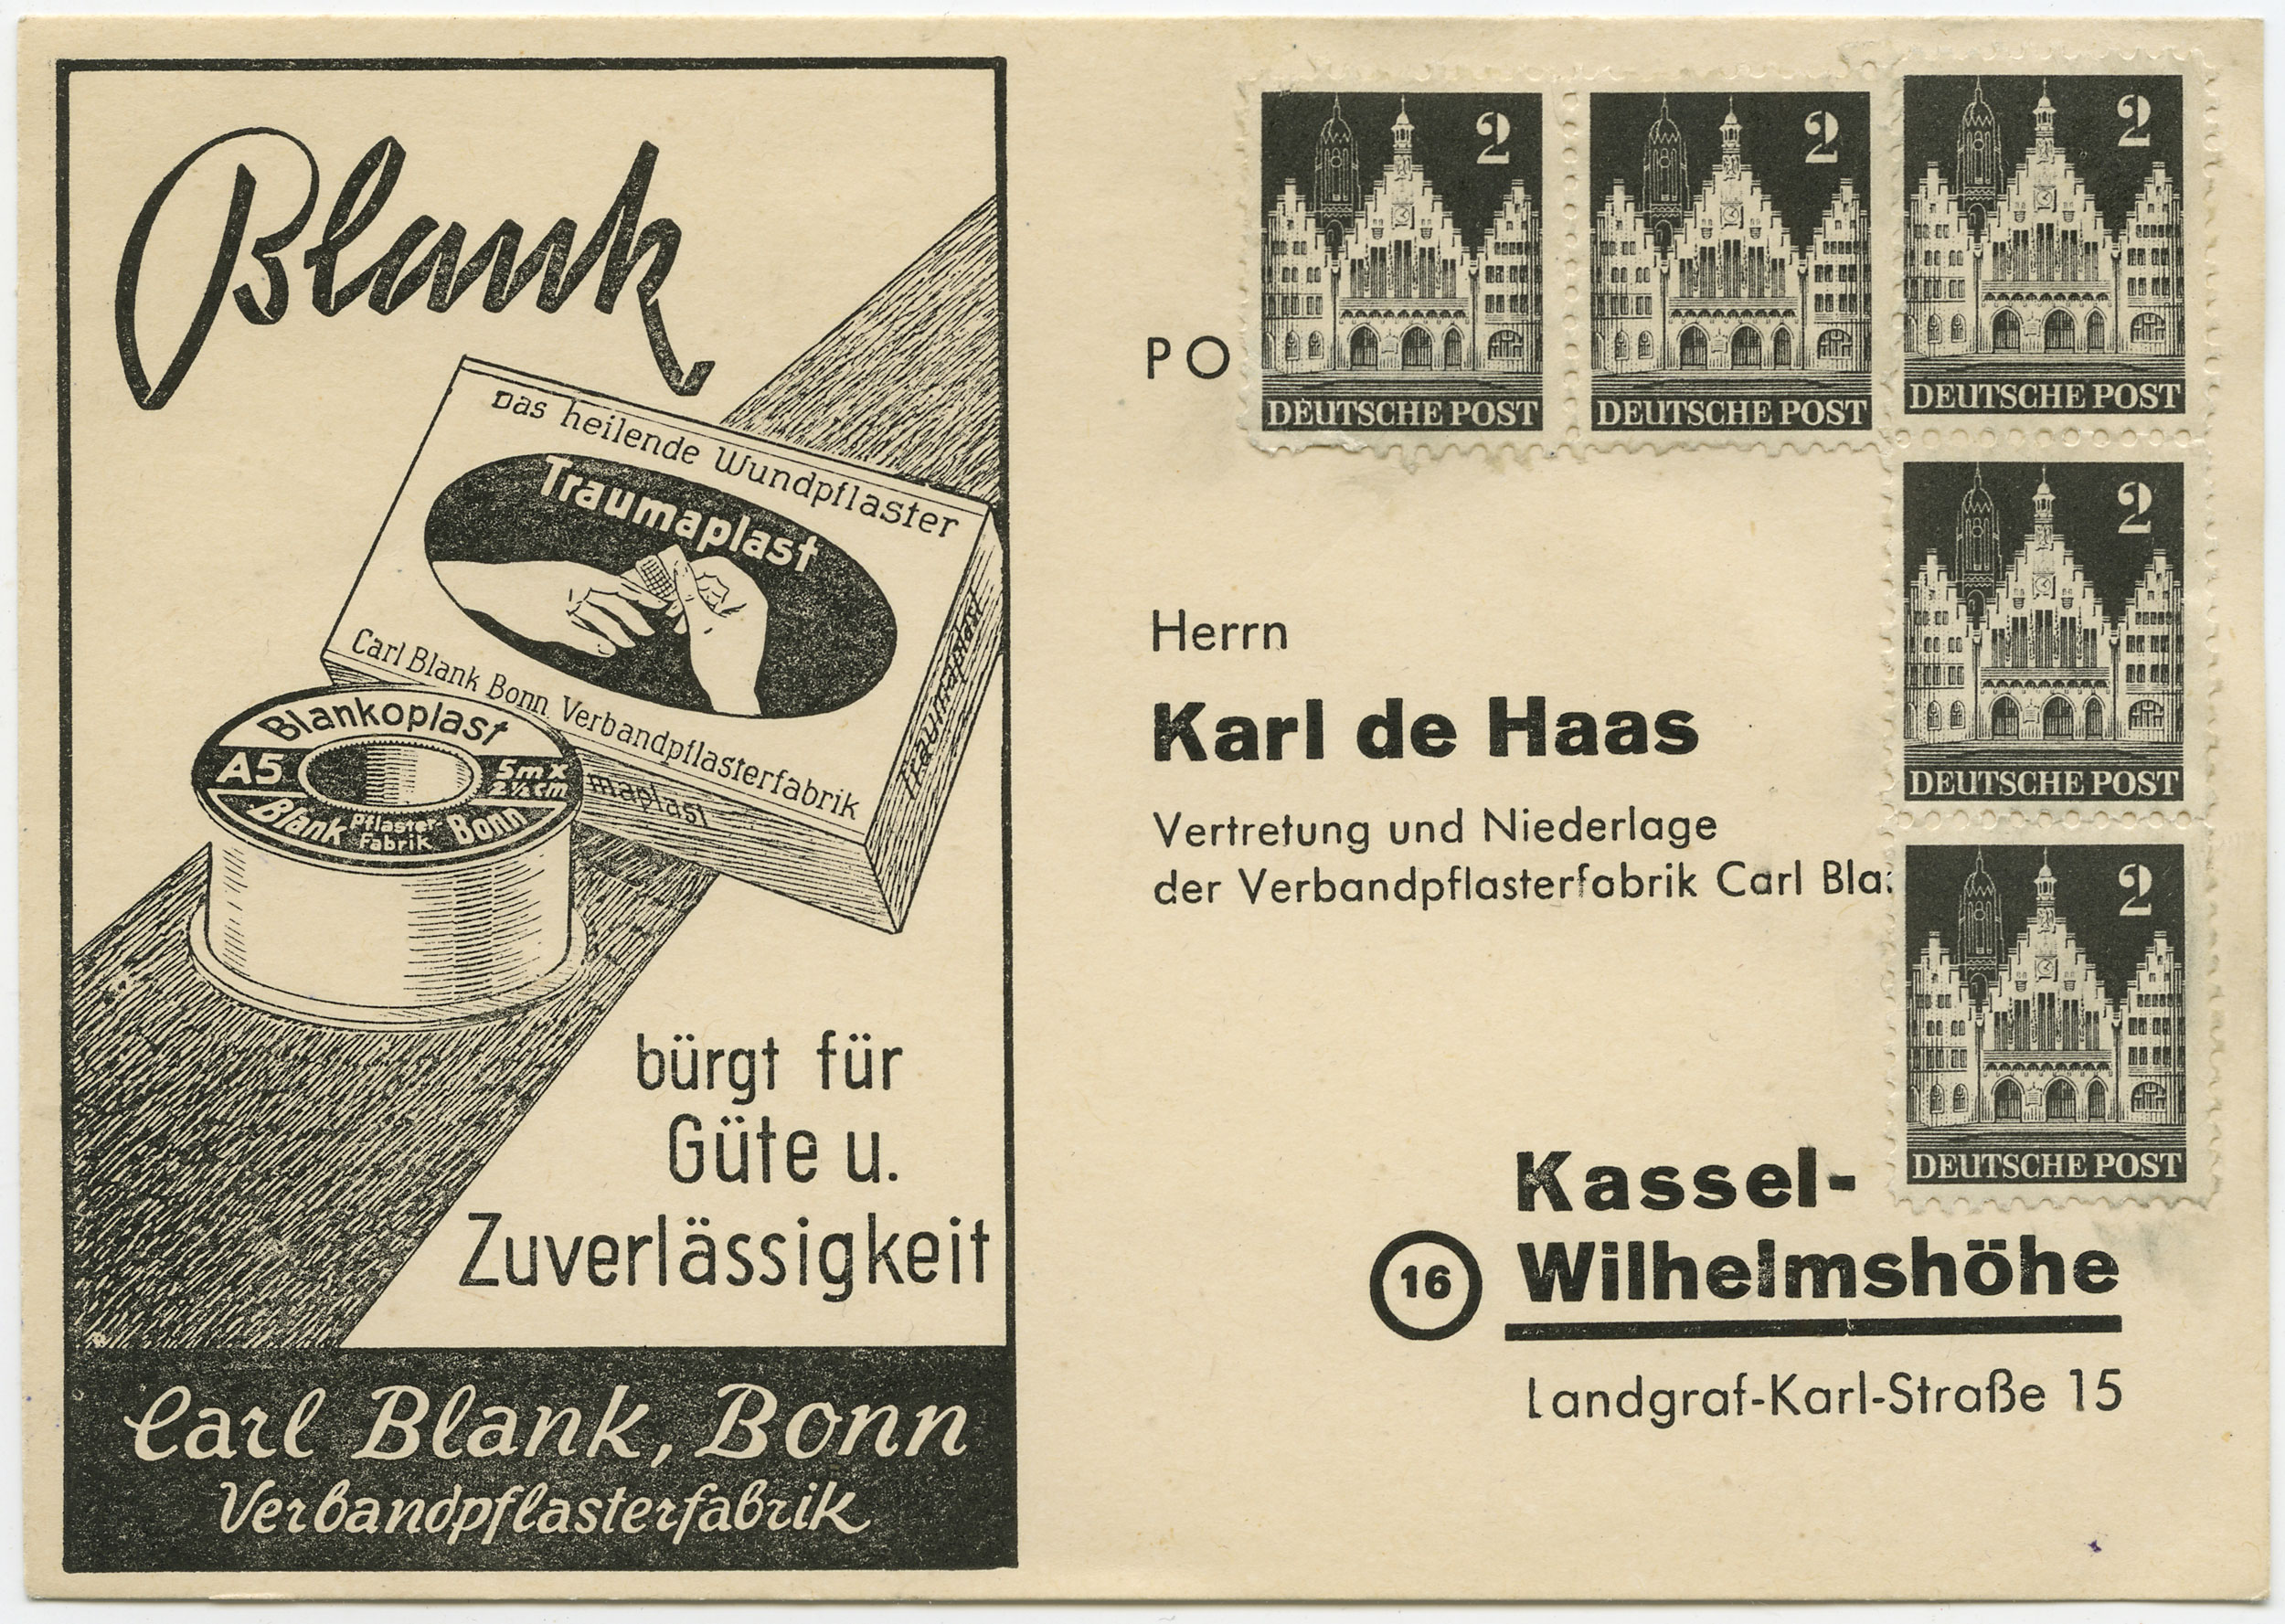 Blank
Das heilende Wundpflaster
Traumaplast
Carl Blank Bonn Verbandpflasterfabrik
Traumaplast
maplast
Blankoplast
A5
5m x
2½ cm
Blank Pflaster Fabrik Bonn
bürgt für
Güte u.
Zuverlässigkeit
Carl Blank, Bonn
Verbandpflasterfabrik
PO
2
DEUTSCHE POST
2
DEUTSCHE POST
2
DEUTSCHE POST
2
DEUTSCHE POST
2
DEUTSCHE POST
Herrn
Karl de Haas
Vertretung und Niederlage
der Verbandpflasterfabrik Carl Bla
Kassel-
16 Wilhelmshöhe
Landgraf-Karl-Straße 15